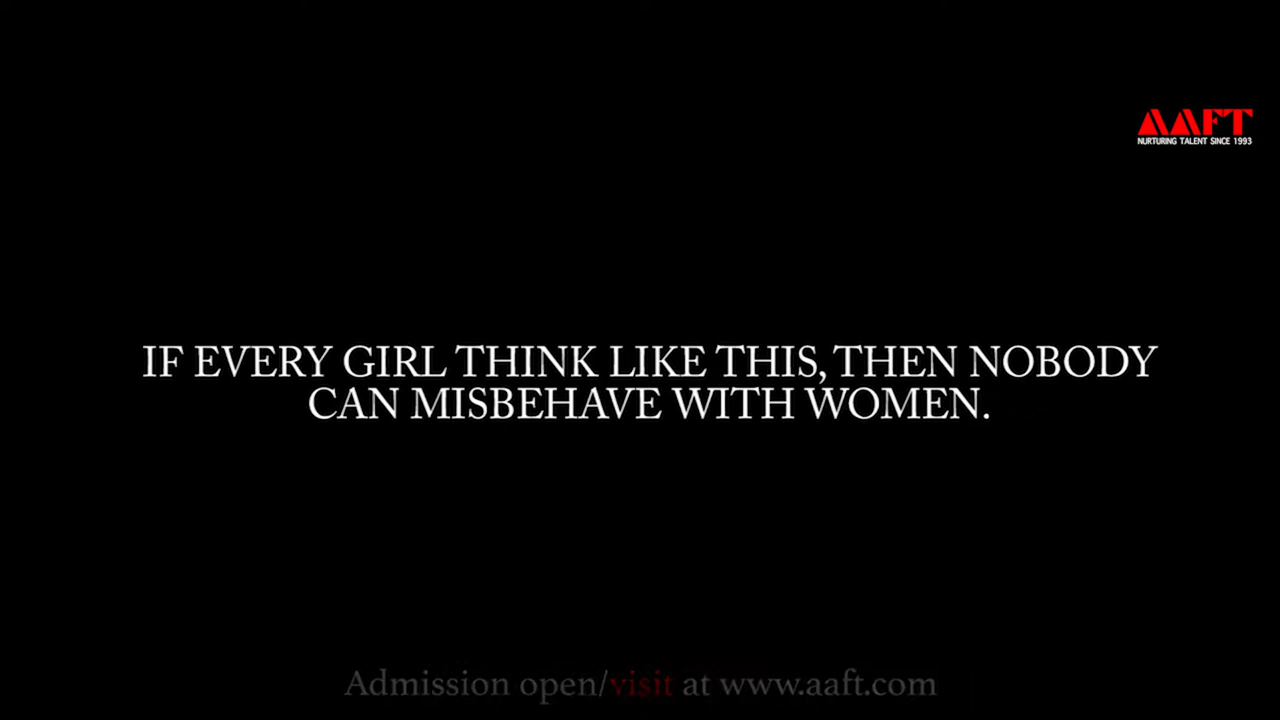 AAFT
NURTURING TALENT SINCE 1993
IF EVERY GIRL THINK LIKE THIS, THEN NOBODY
CAN MISBEHAVE WITH WOMEN.
Admission open/visit at www.aaft.com